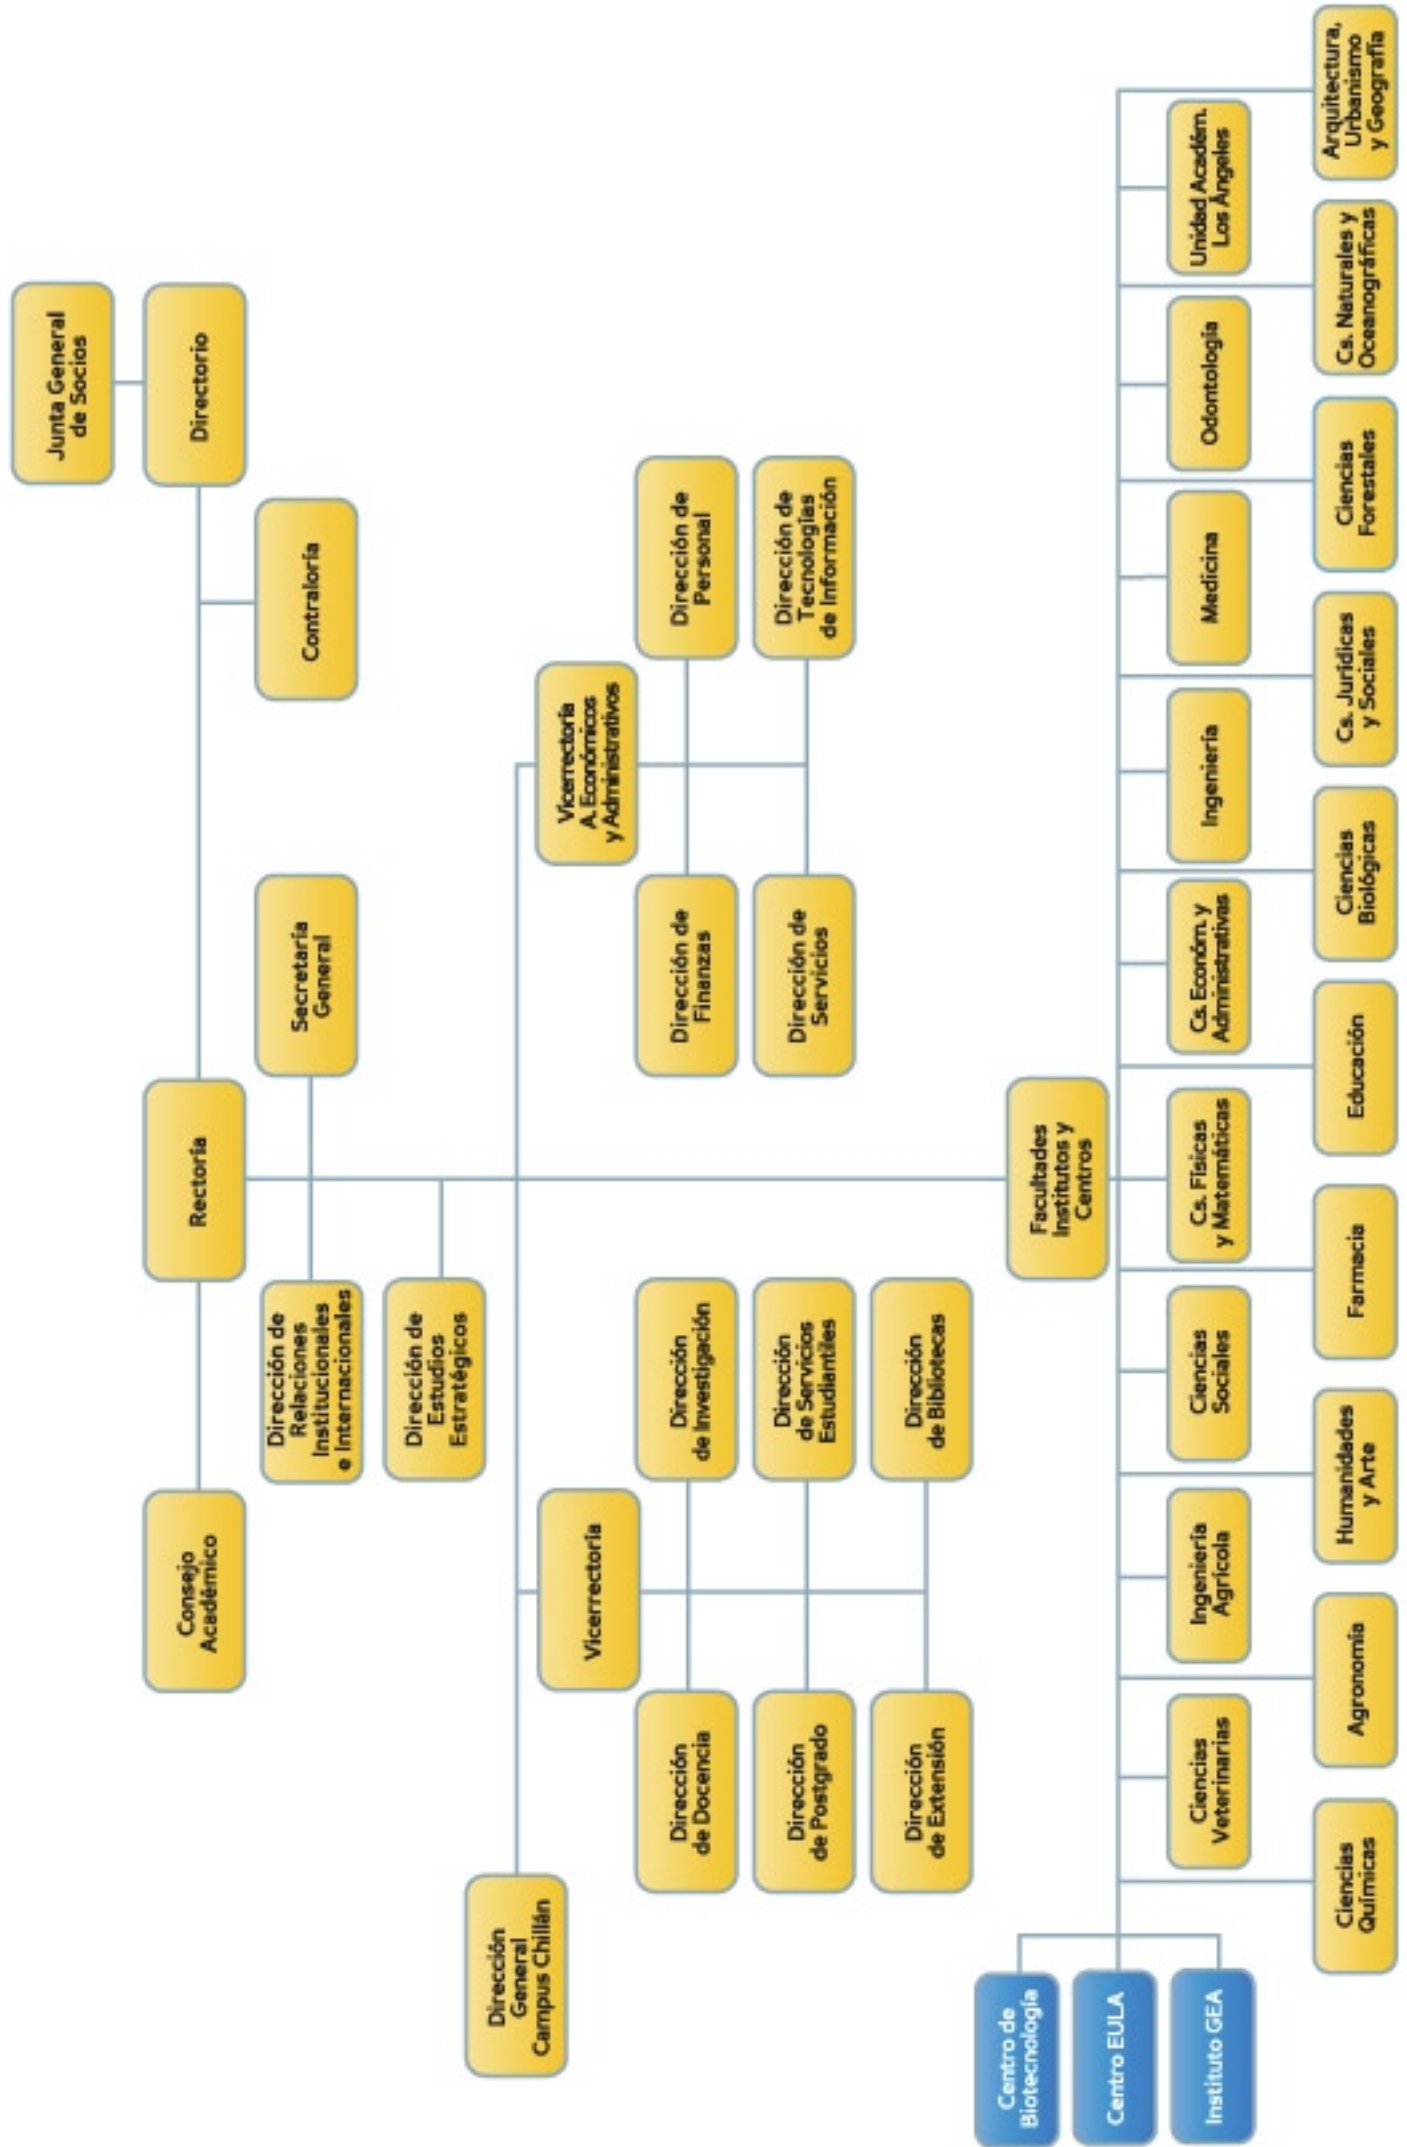 Junta General
de Socios
Consejo
Académico
Rectoría
Directorio
Dirección de
Relaciones
Institucionales
e Internacionales
Secretaría
General
Contraloría
Dirección de
Estudios
Estratégicos
Dirección
General
Campus Chillán
Vicerrectoría
Vicerrectoría
A. Económicos
y Administrativos
Dirección
de Docencia
Dirección
de Investigación
Dirección de
Finanzas
Dirección de
Personal
Dirección
de Postgrado
Dirección
de Servicios
Estudiantiles
Dirección de
Servicios
Dirección de
Tecnologías
de Información
Dirección
de Extensión
Dirección
de Bibliotecas
Facultades
Institutos y
Centros
Centro de
Biotecnología
Centro EULA
Instituto GEA
Ciencias
Veterinarias
Ingeniería
Agrícola
Ciencias
Sociales
Cs. Físicas
y Matemáticas
Cs. Económ. y
Administrativas
Ingeniería
Medicina
Odontología
Unidad Académ.
Los Ángeles
Ciencias
Químicas
Agronomía
Humanidades
y Arte
Farmacia
Educación
Ciencias
Biológicas
Cs. Jurídicas
y Sociales
Ciencias
Forestales
Cs. Naturales y
Oceanográficas
Arquitectura,
Urbanismo
y Geografía